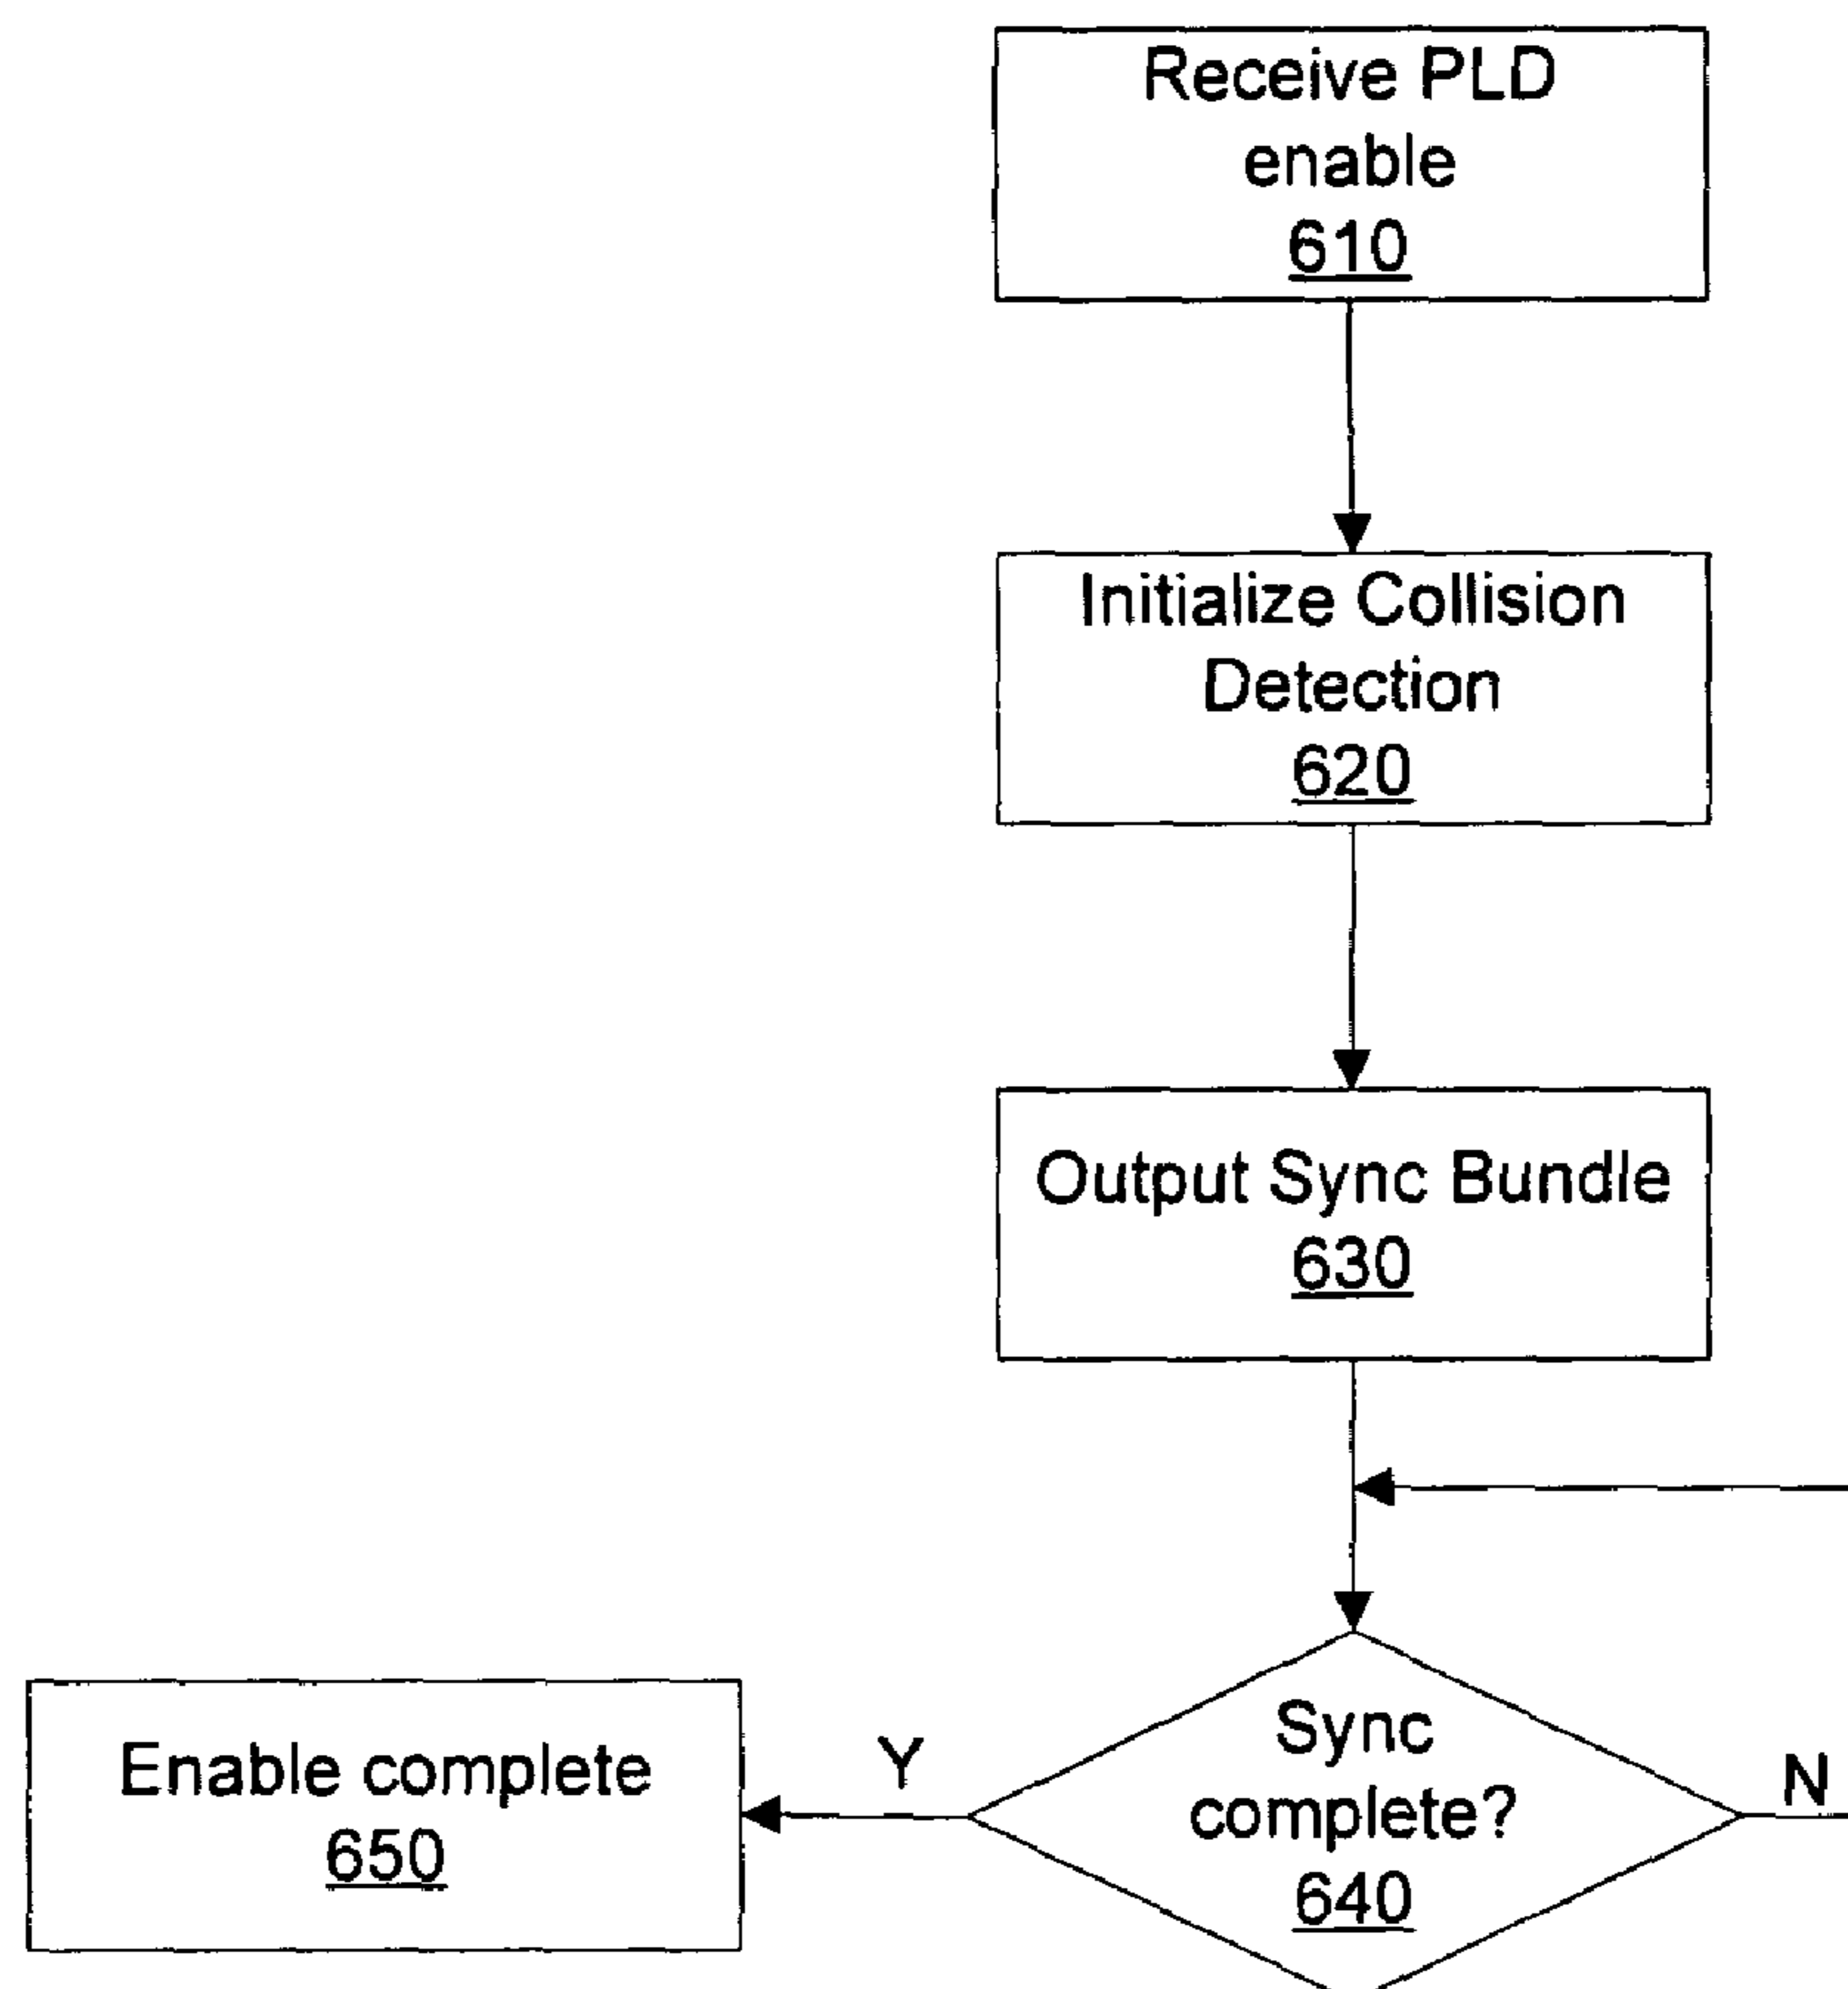 Receive PLD
enable
610
Initialize Collision
Detection
620
Output Sync Bundle
630
Sync
complete?
640
Y
N
Enable complete
650